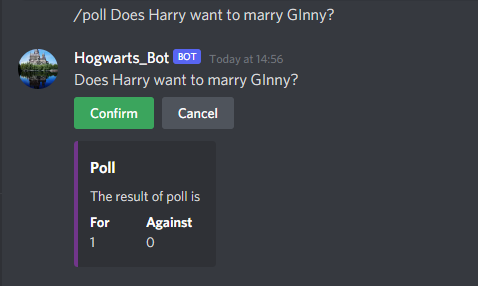 /poll Does Harry want to marry GInny?
Hogwarts_Bot BOT Today at 14:56
Does Harry want to marry GInny?
Confirm Cancel
Poll
The result of poll is
For Against
1 0